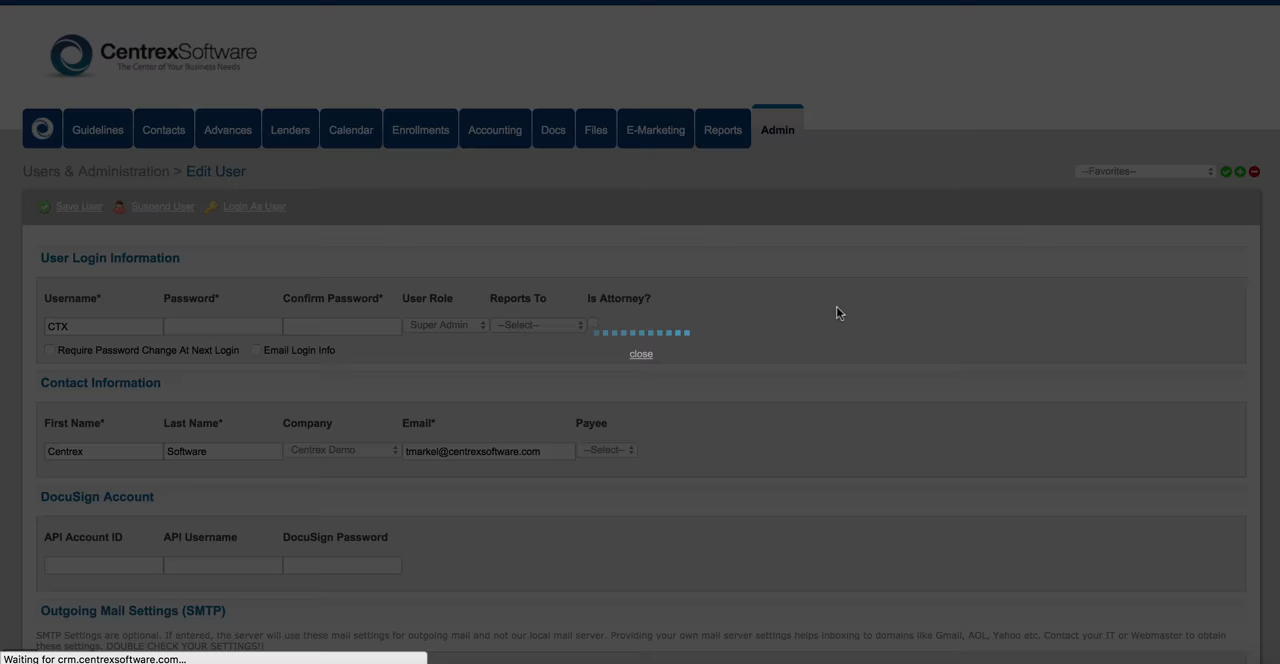 CentrexSoftware
The Center of Your Business Needs
Guidelines Contacts Advances Lenders Calendar Enrollments Accounting Docs Files E-Marketing Reports Admin
Users & Administration > Edit User
--Favorites--
Save User Suspend User Login As User
User Login Information
Username* Password* Confirm Password* User Role Reports To Is Attorney?
CTX Super Admin --Select--
Require Password Change At Next Login Email Login Info
close
Contact Information
First Name* Last Name* Company Email* Payee
Centrex Software Centrex Demo tmarkel@centrexsoftware.com --Select--
DocuSign Account
API Account ID API Username DocuSign Password
Outgoing Mail Settings (SMTP)
SMTP Settings are optional. If entered, the server will use these mail settings for outgoing mail and not our local mail server. Providing your own mail server settings helps inboxing to domains like Gmail, AOL, Yahoo etc. Contact your IT or Webmaster to obtain
these settings. DOUBLE CHECK YOUR SETTINGS!!
Waiting for crm.centrexsoftware.com...